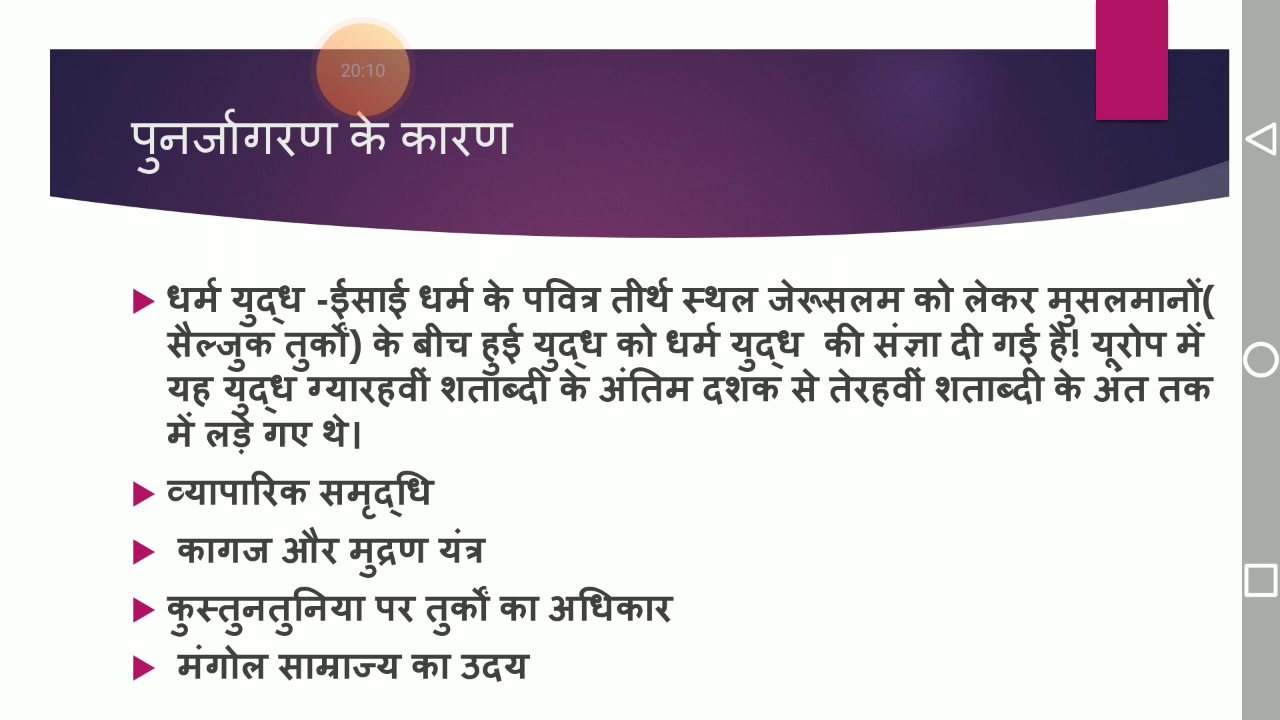 20:10
पुनर्जागरण के कारण
धर्म युद्ध -ईसाई धर्म के पवित्र तीर्थ स्थल जेरूसलम को लेकर मुसलमानों(
सैल्जुक तुर्कों) के बीच हुई युद्ध को धर्म युद्ध की संज्ञा दी गई है! यूरोप में
यह युद्ध ग्यारहवीं शताब्दी के अंतिम दशक से तेरहवीं शताब्दी के अंत तक
में लड़े गए थे।
व्यापारिक समृद्धि
कागज और मुद्रण यंत्र
कुस्तुनतुनिया पर तुर्कों का अधिकार
मंगोल साम्राज्य का उदय